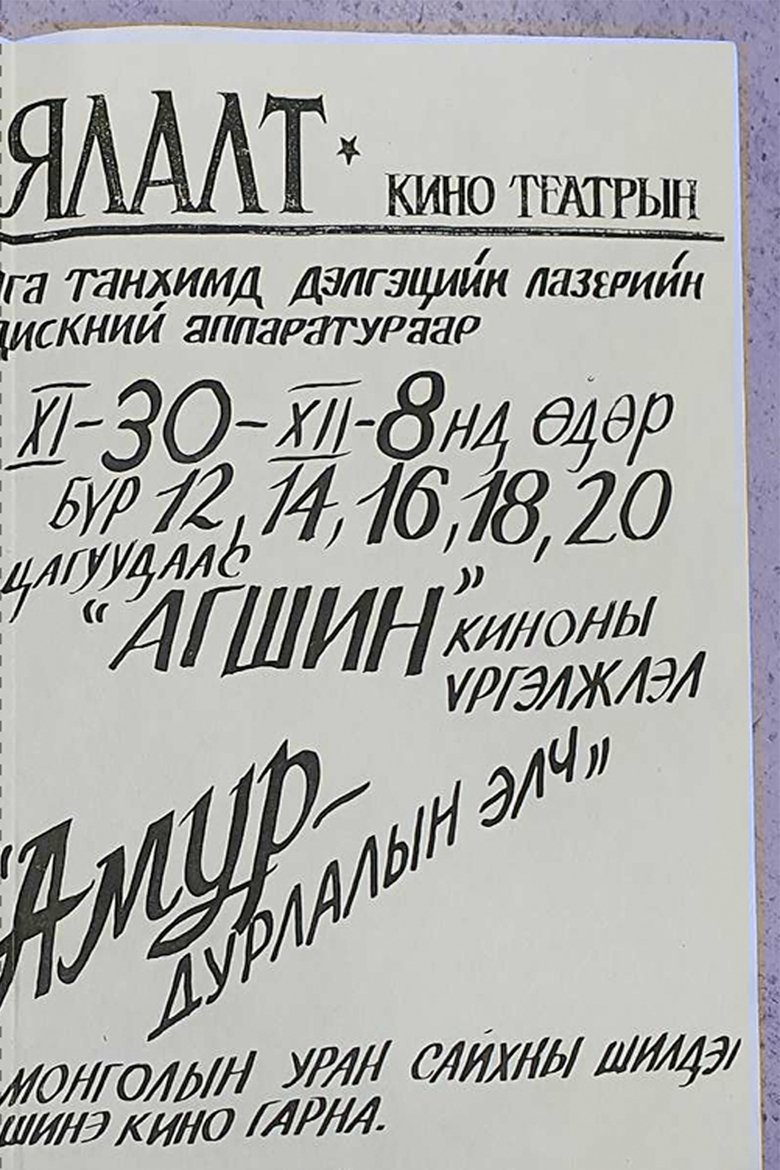 ЯЛАЛТ * КИНО ТЕАТРЫН
га танхимд дэлгэцийн лазерийн
дискний аппаратураар
XI-30-XII-8нд өдөр
БҮР 12, 14, 16, 18, 20
ЦАГУУДААС
"АГШИН" КИНОНЫ
ҮРГЭЛЖЛЭЛ
"Амур-
ДУРЛАЛЫН ЭЛЧ"
МОНГОЛЫН УРАН САЙХНЫ ШИЛДЭГ
ШИНЭ КИНО ГАРНА.